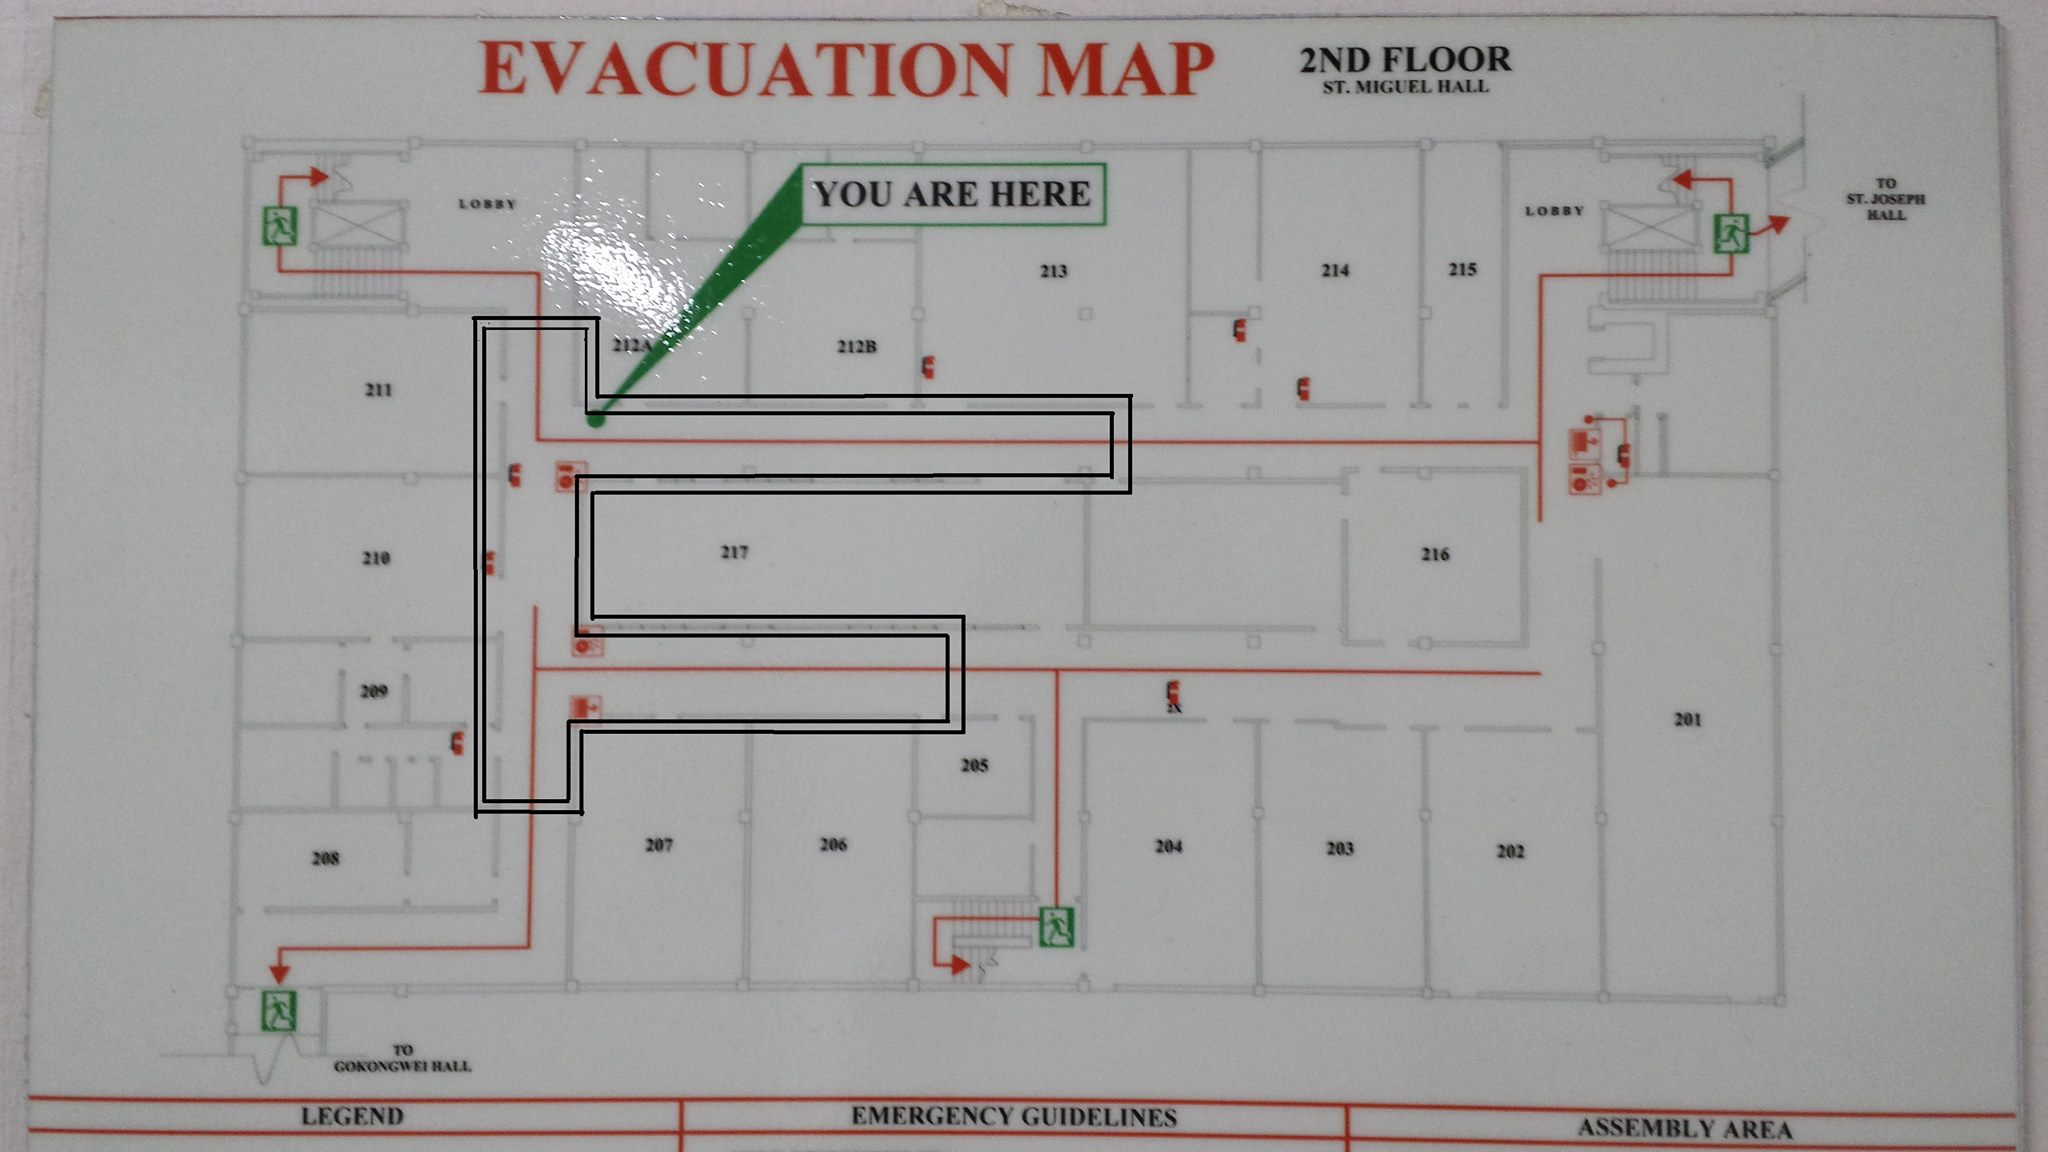 EVACUATION MAP
2ND FLOOR
ST. MIGUEL HALL
YOU ARE HERE
LOBBY
LOBBY
TO
ST. JOSEPH
HALL
213
214
215
212A
212B
211
210
217
216
209
201
205
208
207
206
204
203
202
2X
TO
GOKONGWEI HALL
LEGEND
EMERGENCY GUIDELINES
ASSEMBLY AREA